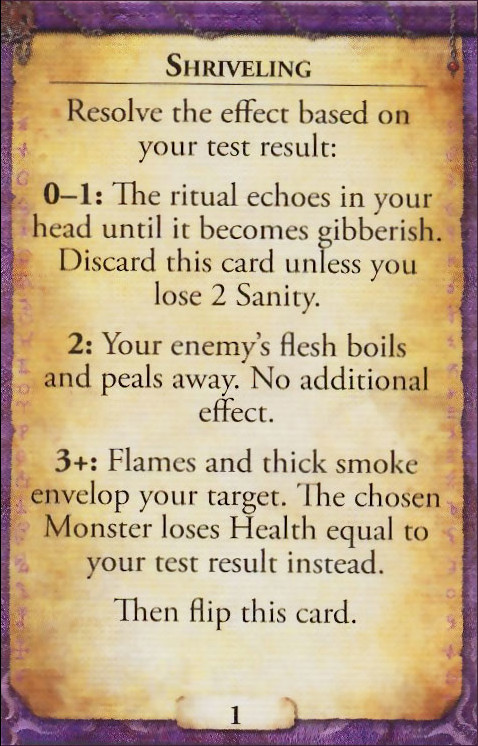 Shriveling
Resolve the effect based on
your test result:
0–1: The ritual echoes in your
head until it becomes gibberish.
Discard this card unless you
lose 2 Sanity.
2: Your enemy's flesh boils
and peals away. No additional
effect.
3+: Flames and thick smoke
envelop your target. The chosen
Monster loses Health equal to
your test result instead.
Then flip this card.
1